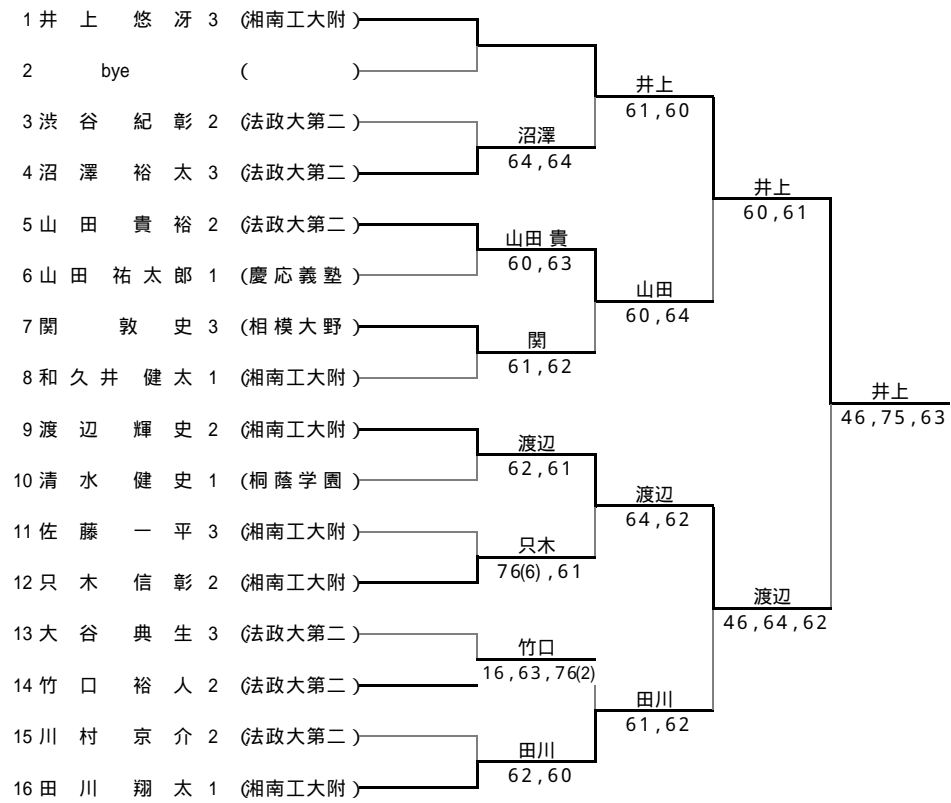 1 井上 悠冴 3 (湘南工大附)
2 bye ( )
井上
61,60
3 渋谷 紀彰 2 (法政大第二)
沼澤
64,64
4 沼澤 裕太 3 (法政大第二)
井上
60,61
5 山田 貴裕 2 (法政大第二)
山田 貴
60,63
6 山田 祐太郎 1 (慶応義塾)
山田
60,64
7 関 敦史 3 (相模大野)
関
61,62
8 和久井 健太 1 (湘南工大附)
井上
46,75,63
9 渡辺 輝史 2 (湘南工大附)
渡辺
62,61
10 清水 健史 1 (桐蔭学園)
渡辺
64,62
11 佐藤 一平 3 (湘南工大附)
只木
76(6),61
12 只木 信彰 2 (湘南工大附)
渡辺
46,64,62
13 大谷 典生 3 (法政大第二)
竹口
16,63,76(2)
14 竹口 裕人 2 (法政大第二)
田川
61,62
15 川村 京介 2 (法政大第二)
田川
62,60
16 田川 翔太 1 (湘南工大附)